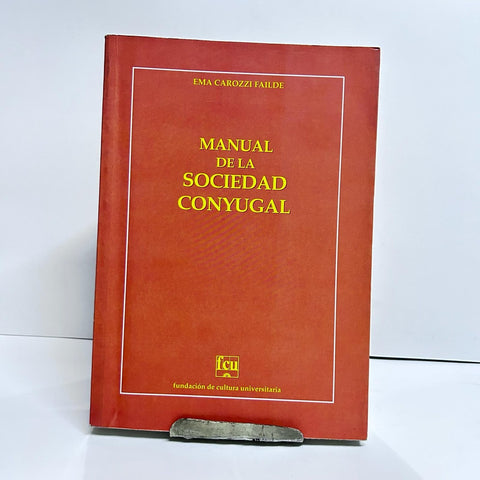 EMA CAROZZI FAILDE
MANUAL
DE LA
SOCIEDAD
CONYUGAL
fcu
fundación de cultura universitaria